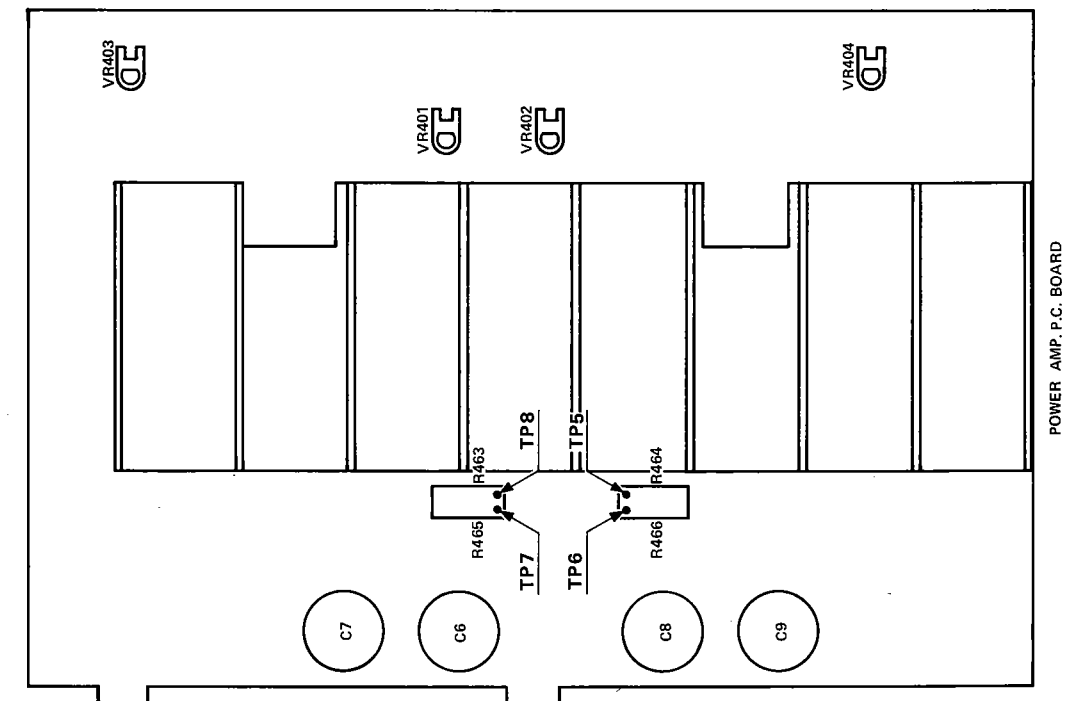 VR403
VR404
VR401
VR402
TP8
TP5
R463
R464
R465
R466
TP7
TP6
C7
C6
C8
C9
POWER AMP. P.C. BOARD